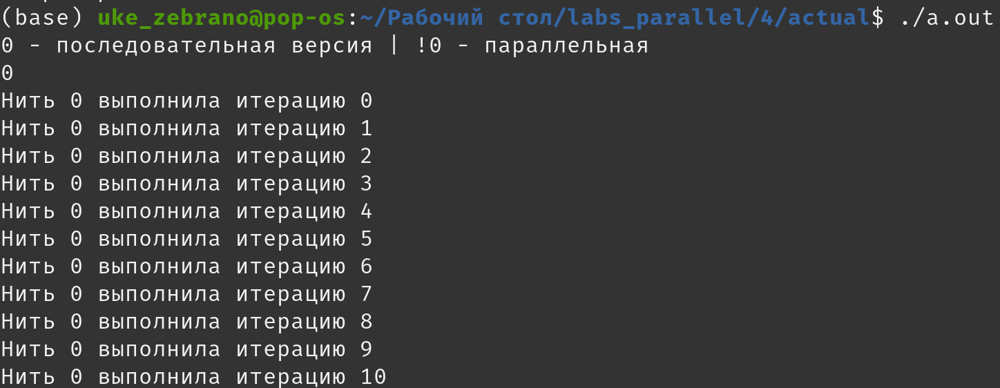 (base) uke_zebrano@pop-os:~/Рабочий стол/labs_parallel/4/actual$ ./a.out
0 - последовательная версия | !0 - параллельная
0
Нить 0 выполнила итерацию 0
Нить 0 выполнила итерацию 1
Нить 0 выполнила итерацию 2
Нить 0 выполнила итерацию 3
Нить 0 выполнила итерацию 4
Нить 0 выполнила итерацию 5
Нить 0 выполнила итерацию 6
Нить 0 выполнила итерацию 7
Нить 0 выполнила итерацию 8
Нить 0 выполнила итерацию 9
Нить 0 выполнила итерацию 10